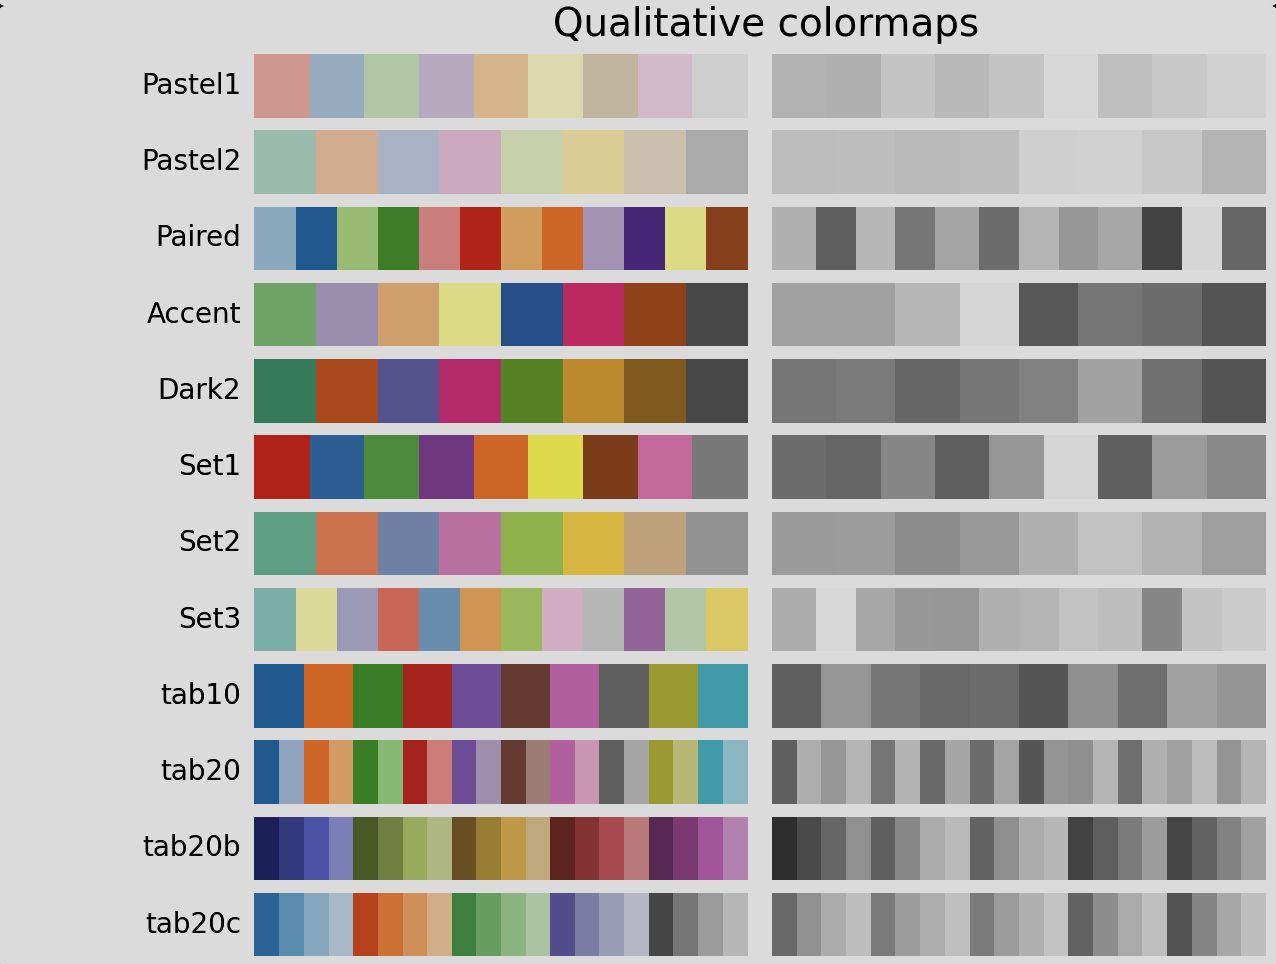 Qualitative colormaps
Pastel1
Pastel2
Paired
Accent
Dark2
Set1
Set2
Set3
tab10
tab20
tab20b
tab20c